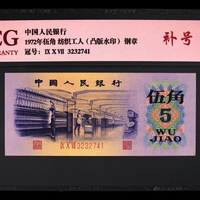 CG
RRANTY
中国人民银行
1972年伍角 纺织工人（凸版水印）钢章
冠号：IX X VII 3232741
补号
中国人民银行
伍角
5
WU
JIAO
IX X VII 3232741